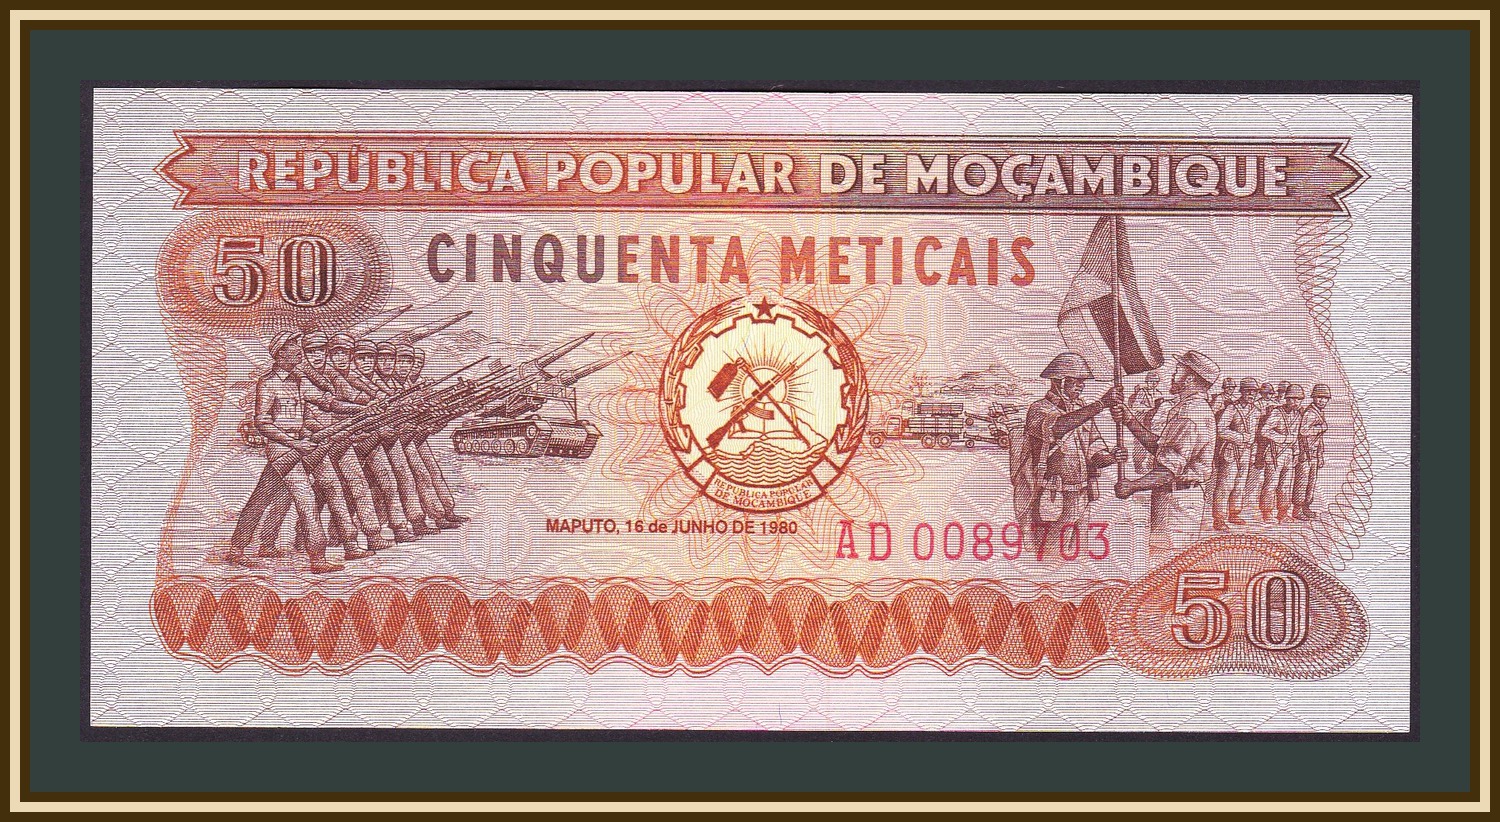 REPÚBLICA POPULAR DE MOÇAMBIQUE
50
CINQUENTA METICAIS
REPUBLICA POPULAR
DE MOÇAMBIQUE
MAPUTO, 16 de JUNHO DE 1980
AD 0089703
50